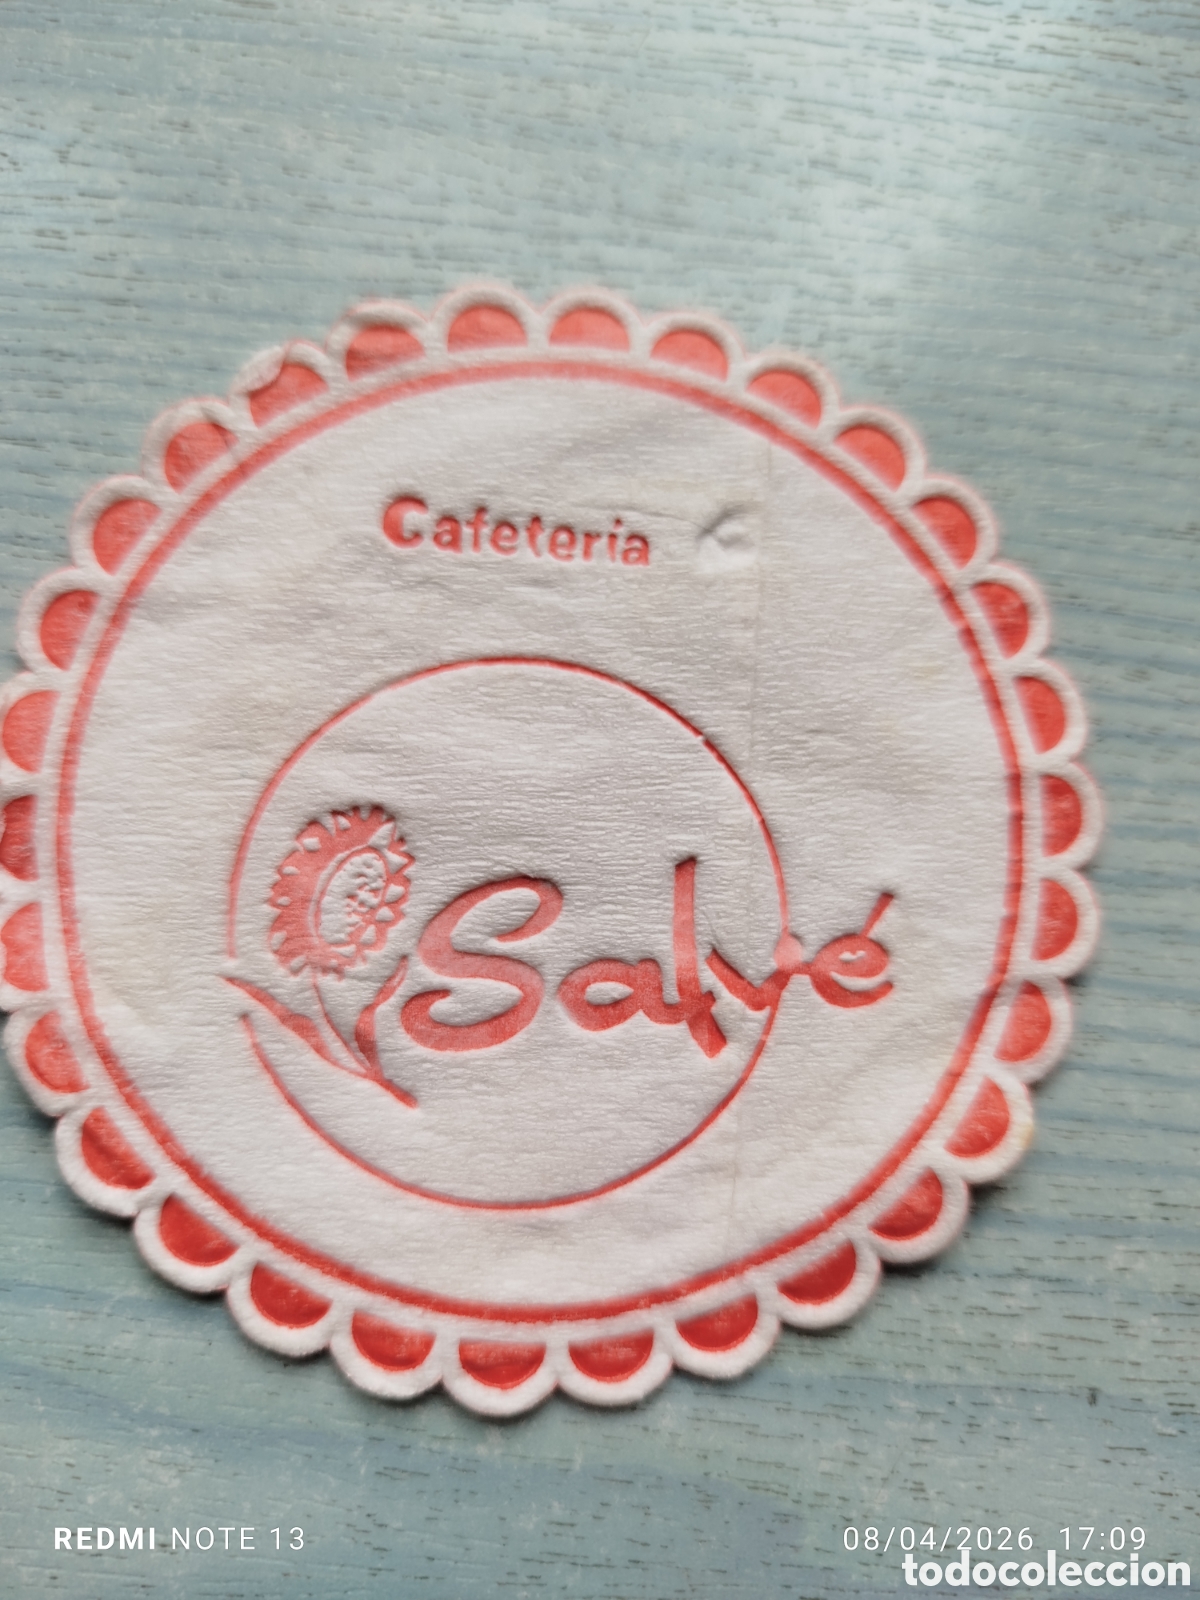 Cafeteria
Salvé
REDMI NOTE 13
08/04/2026 17:09
todocoleccion